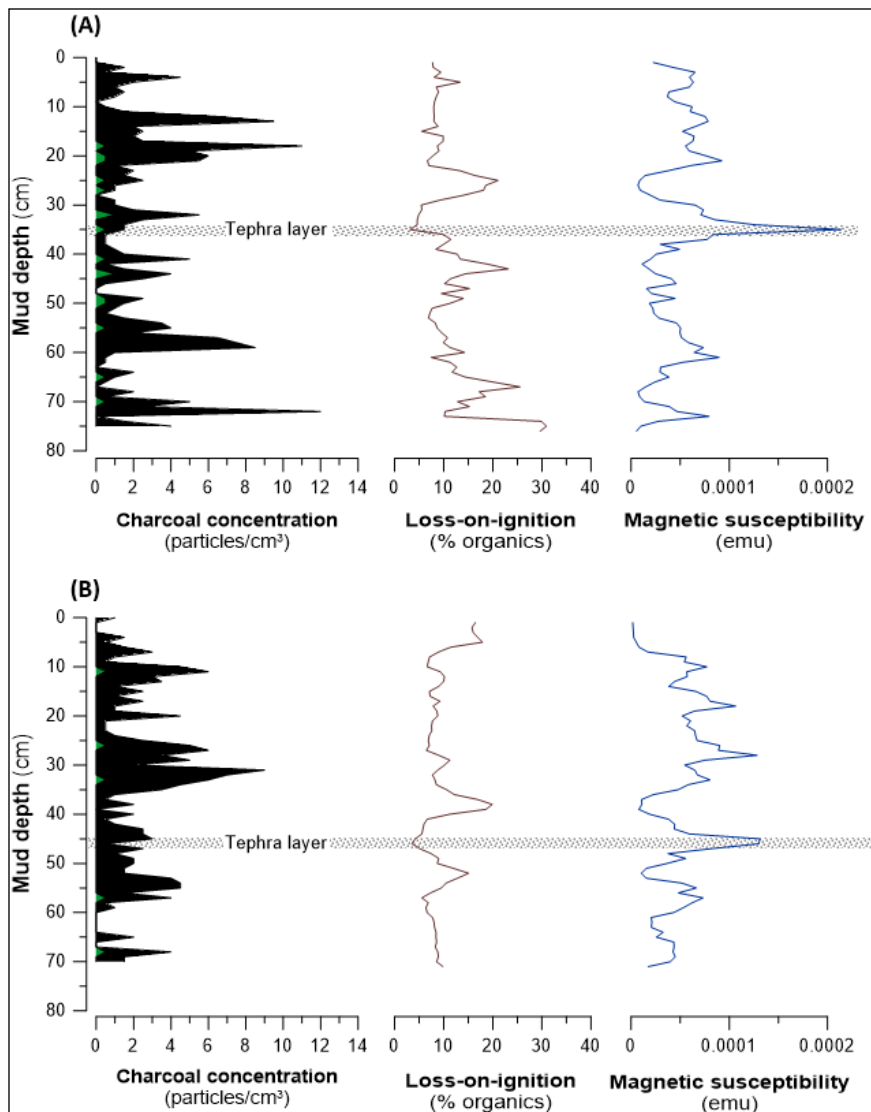 (A)
0
10
20
30
40
50
60
70
80
Mud depth (cm)
Tephra layer
0 2 4 6 8 10 12 14
0 10 20 30 40
0 0.0001 0.0002
Charcoal concentration
(particles/cm³)
Loss-on-ignition
(% organics)
Magnetic susceptibility
(emu)
(B)
0
10
20
30
40
50
60
70
80
Mud depth (cm)
Tephra layer
0 2 4 6 8 10 12 14
0 10 20 30 40
0 0.0001 0.0002
Charcoal concentration
(particles/cm³)
Loss-on-ignition
(% organics)
Magnetic susceptibility
(emu)